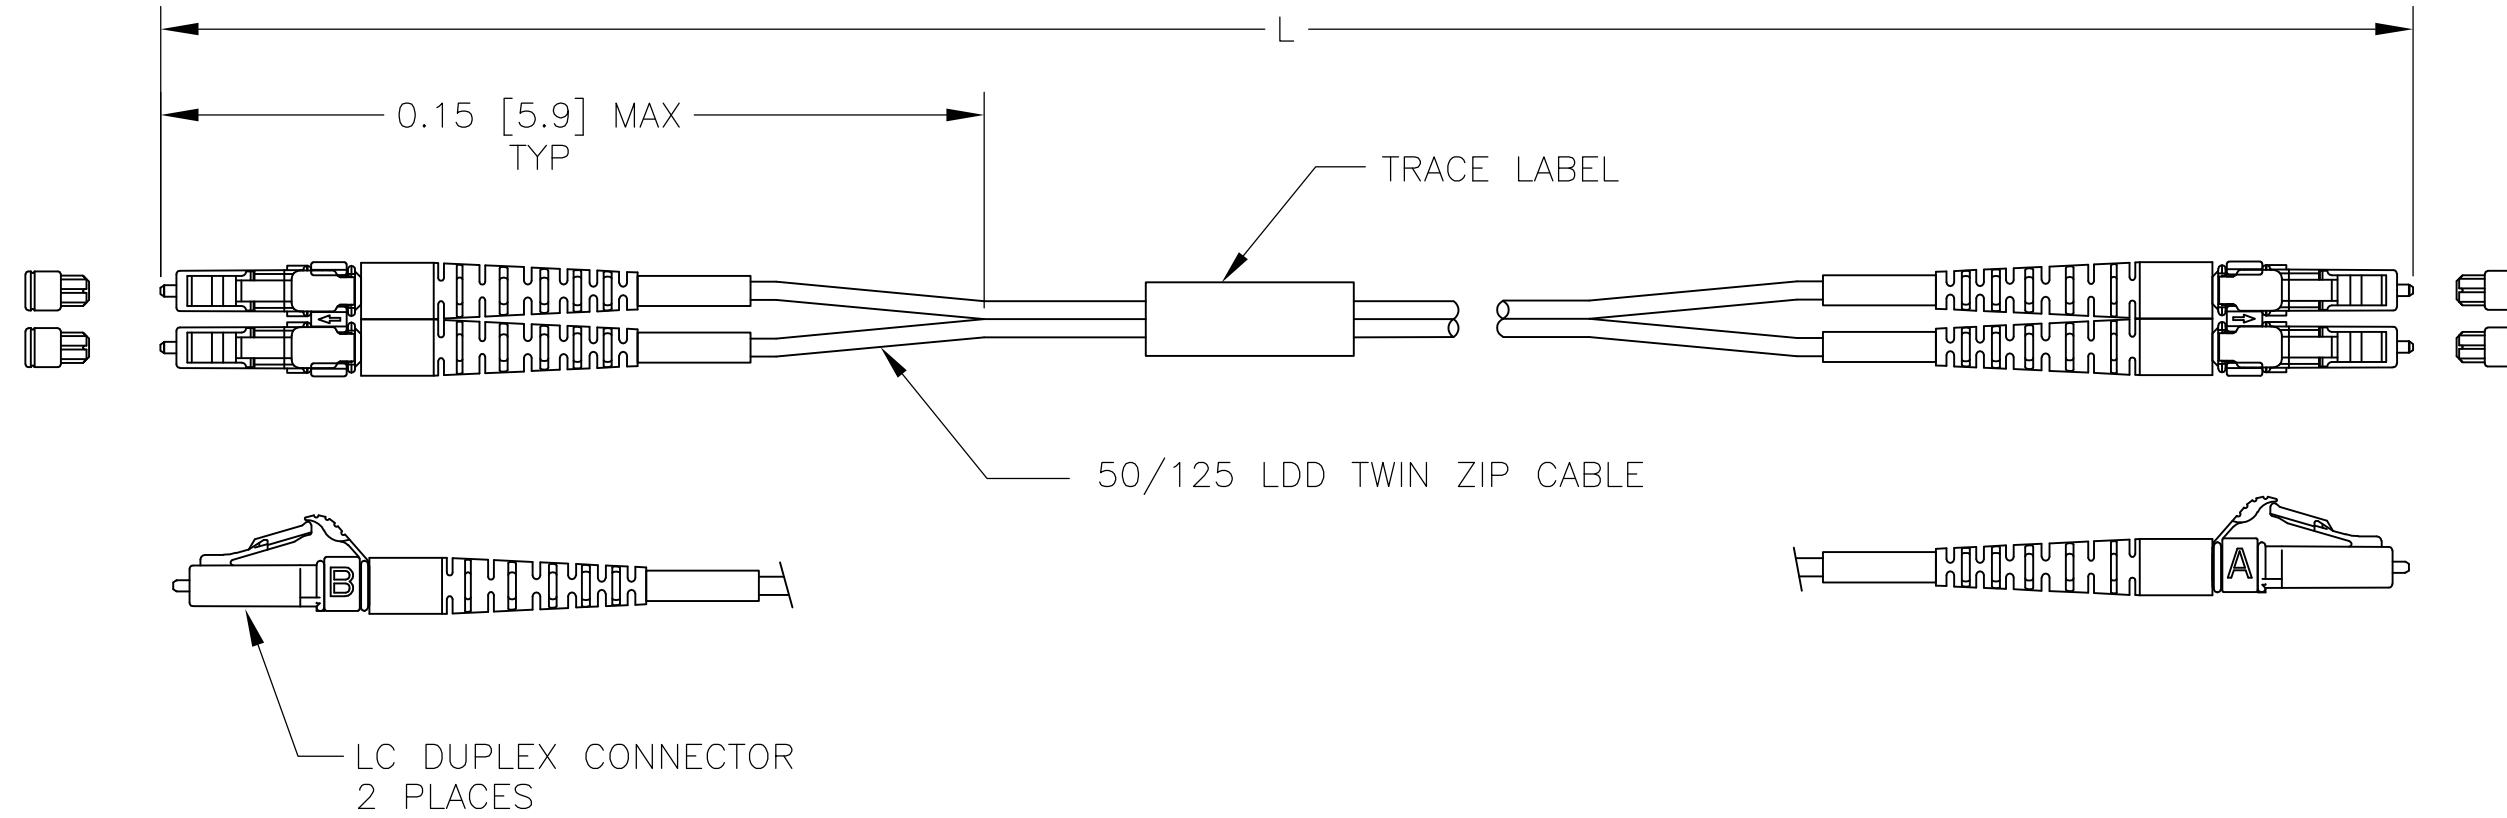 L
0.15 [5.9] MAX
TYP
TRACE LABEL
50/125 LDD TWIN ZIP CABLE
B
A
LC DUPLEX CONNECTOR
2 PLACES